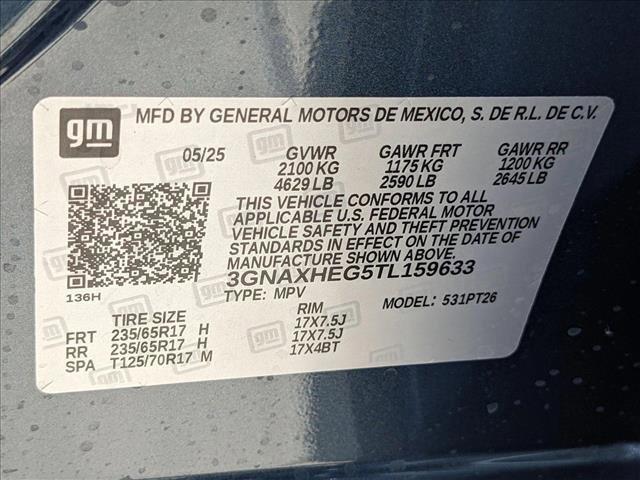 gm
MFD BY GENERAL MOTORS DE MEXICO, S. DE R.L. DE C.V.
05/25 GVWR GAWR FRT GAWR RR
2100 KG 1175 KG 1200 KG
4629 LB 2590 LB 2645 LB
THIS VEHICLE CONFORMS TO ALL
APPLICABLE U.S. FEDERAL MOTOR
VEHICLE SAFETY AND THEFT PREVENTION
STANDARDS IN EFFECT ON THE DATE OF
MANUFACTURE SHOWN ABOVE.
3GNAXHEG5TL159633
136H
TYPE: MPV MODEL: 531PT26
TIRE SIZE RIM
FRT 235/65R17 H 17X7.5J
RR 235/65R17 H 17X7.5J
SPA T125/70R17 M 17X4BT